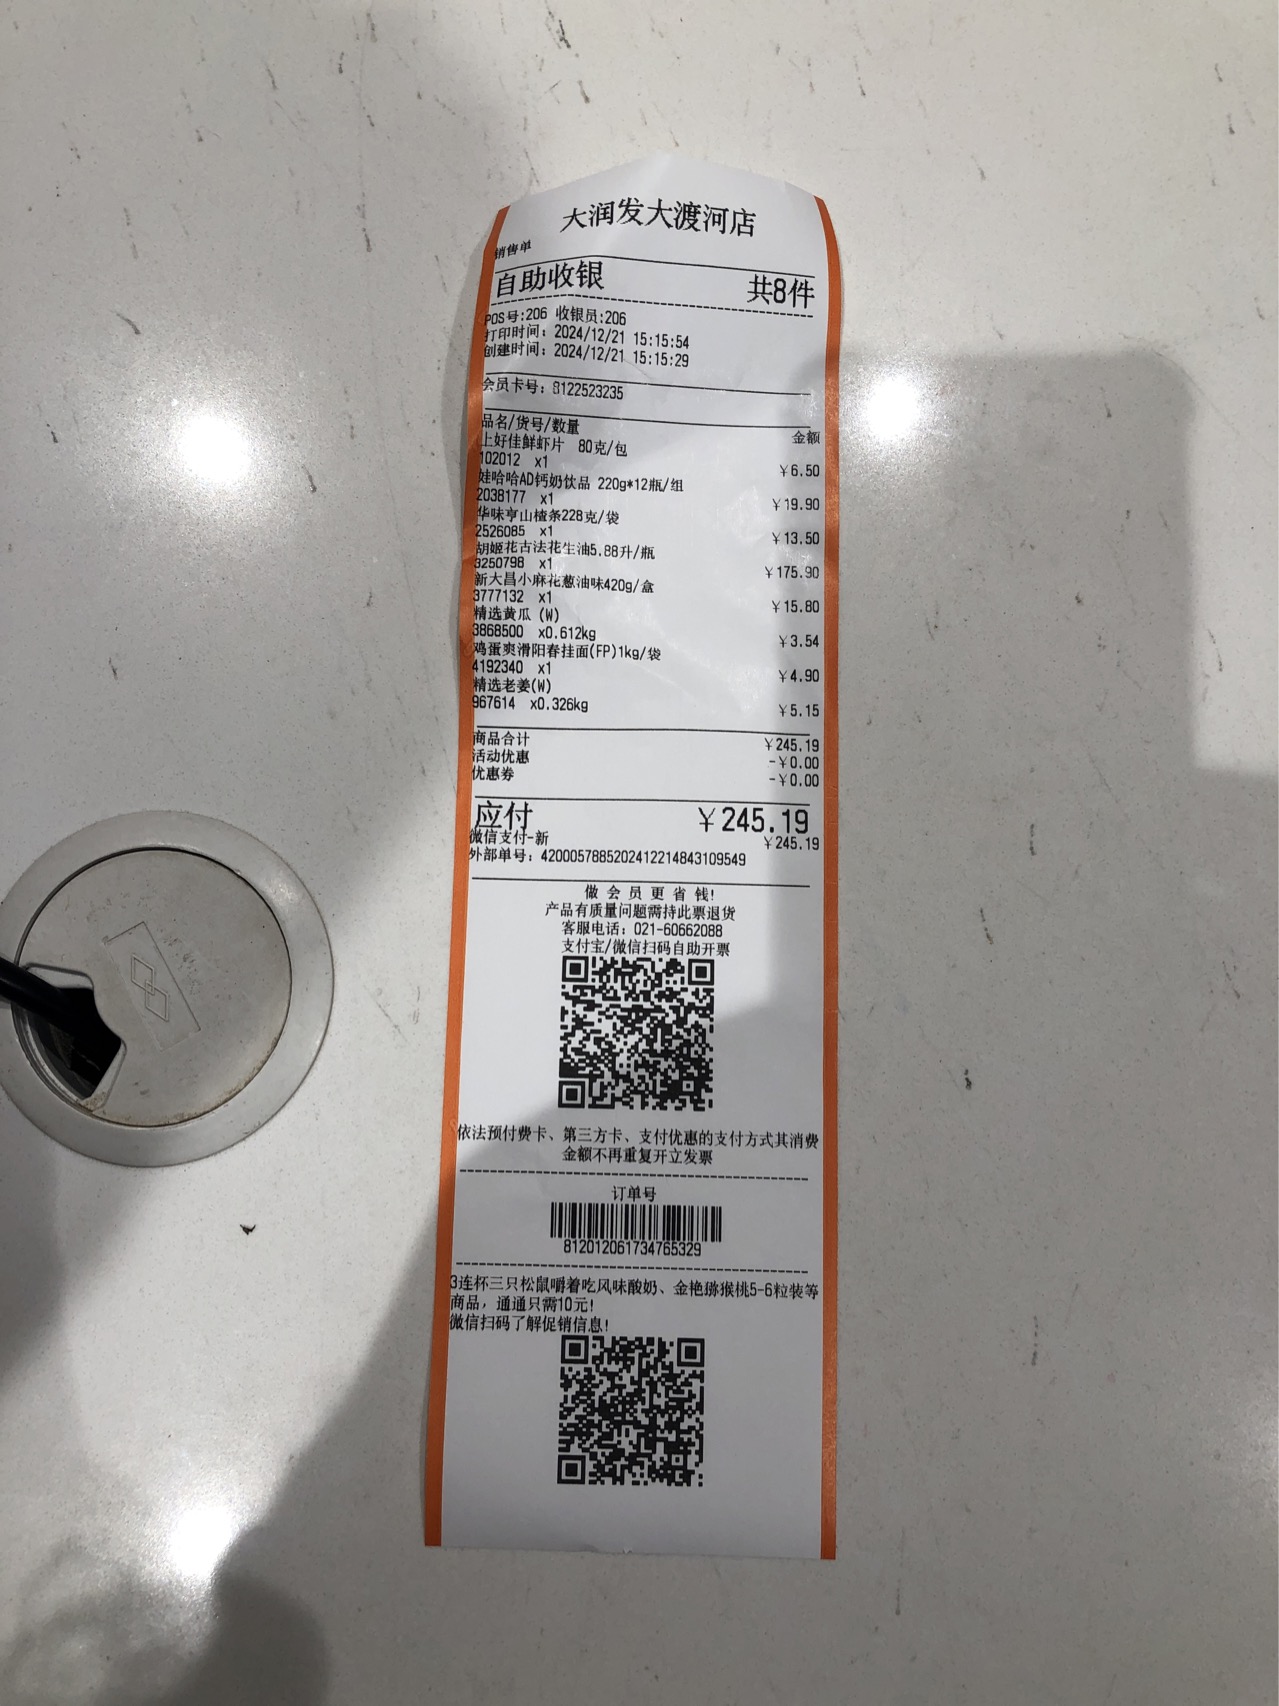 大润发大渡河店
销售单
自助收银 共8件
POS号:206 收银员:206
打印时间: 2024/12/21 15:15:54
创建时间: 2024/12/21 15:15:29
会员卡号: 8122523235
品名/货号/数量 金额
上好佳鲜虾片 80克/包
102012 x1 ¥6.50
娃哈哈AD钙奶饮品 220g*12瓶/组
2038177 x1 ¥19.90
华味亨山楂条228克/袋
2526085 x1 ¥13.50
胡姬花古法花生油5.88升/瓶
3250798 x1 ¥175.90
新大昌小麻花葱油味420g/盒
3777132 x1 ¥15.80
精选黄瓜(W)
3868500 x0.612kg ¥3.54
鸡蛋爽滑阳春挂面(FP)1kg/袋
4192340 x1 ¥4.90
精选老姜(W)
967614 x0.326kg ¥5.15
商品合计 ¥245.19
活动优惠 -¥0.00
优惠券 -¥0.00
应付 ¥245.19
微信支付-新 ¥245.19
外部单号: 4200057885202412214843109549
做会员更省钱!
产品有质量问题需持此票退货
客服电话: 021-60662088
支付宝/微信扫码自助开票
依法预付费卡、第三方卡、支付优惠的支付方式其消费
金额不再重复开立发票
订单号
812012061734765329
3连杯三只松鼠嚼着吃风味酸奶、金艳猕猴桃5-6粒装等
商品，通通只需10元!
微信扫码了解促销信息!